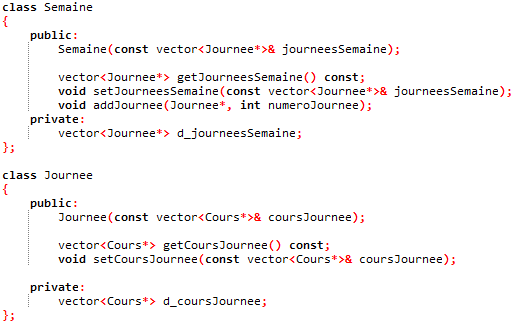 class Semaine
{
public:
Semaine(const vector<Journee*>& journeesSemaine);
vector<Journee*> getJourneesSemaine() const;
void setJourneesSemaine(const vector<Journee*>& journeesSemaine);
void addJournee(Journee*, int numeroJournee);
private:
vector<Journee*> d_journeesSemaine;
};
class Journee
{
public:
Journee(const vector<Cours*>& coursJournee);
vector<Cours*> getCoursJournee() const;
void setCoursJournee(const vector<Cours*>& coursJournee);
private:
vector<Cours*> d_coursJournee;
};